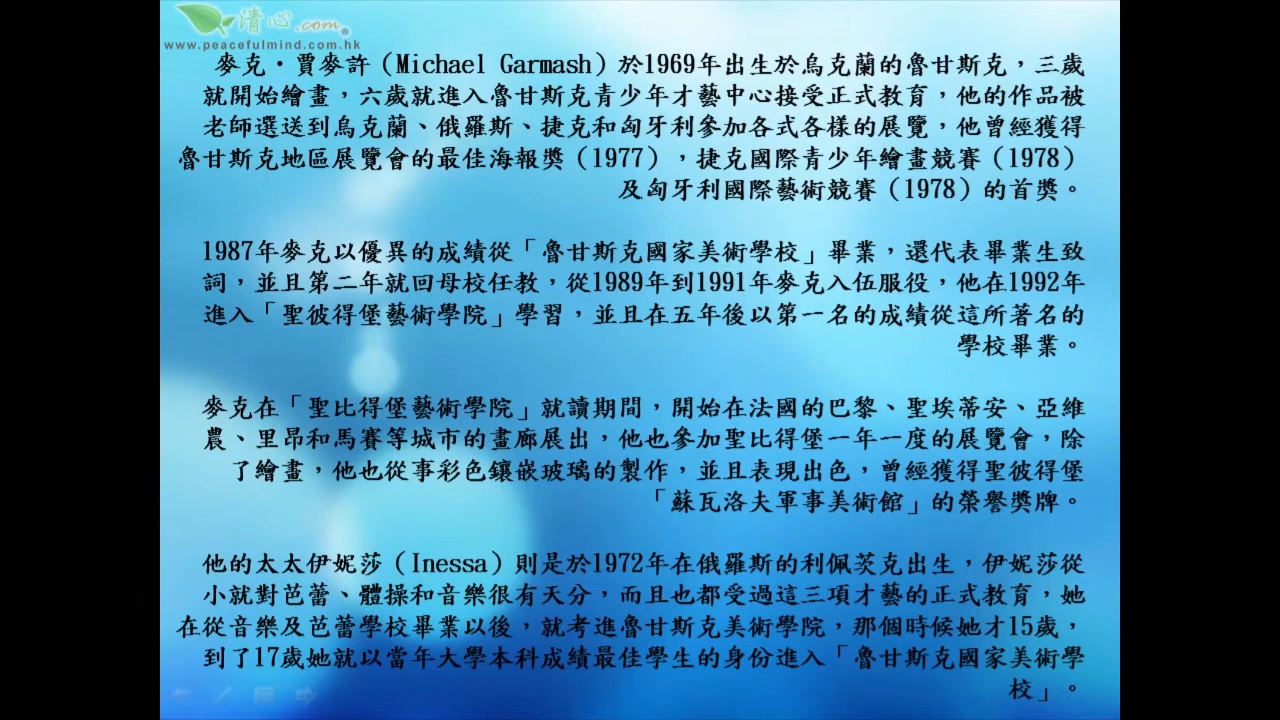 清心.com®
www.peacefulmind.com.hk
麥克・賈麥許（Michael Garmash）於1969年出生於烏克蘭的魯甘斯克，三歲
就開始繪畫，六歲就進入魯甘斯克青少年才藝中心接受正式教育，他的作品被
老師選送到烏克蘭、俄羅斯、捷克和匈牙利參加各式各樣的展覽，他曾經獲得
魯甘斯克地區展覽會的最佳海報獎（1977），捷克國際青少年繪畫競賽（1978）
及匈牙利國際藝術競賽（1978）的首獎。
1987年麥克以優異的成績從「魯甘斯克國家美術學校」畢業，還代表畢業生致
詞，並且第二年就回母校任教，從1989年到1991年麥克入伍服役，他在1992年
進入「聖彼得堡藝術學院」學習，並且在五年後以第一名的成績從這所著名的
學校畢業。
麥克在「聖比得堡藝術學院」就讀期間，開始在法國的巴黎、聖埃蒂安、亞維
農、里昂和馬賽等城市的畫廊展出，他也參加聖比得堡一年一度的展覽會，除
了繪畫，他也從事彩色鑲嵌玻璃的製作，並且表現出色，曾經獲得聖彼得堡
「蘇瓦洛夫軍事美術館」的榮譽獎牌。
他的太太伊妮莎（Inessa）則是於1972年在俄羅斯的利佩茨克出生，伊妮莎從
小就對芭蕾、體操和音樂很有天分，而且也都受過這三項才藝的正式教育，她
在從音樂及芭蕾學校畢業以後，就考進魯甘斯克美術學院，那個時候她才15歲，
到了17歲她就以當年大學本科成績最佳學生的身份進入「魯甘斯克國家美術學
校」。